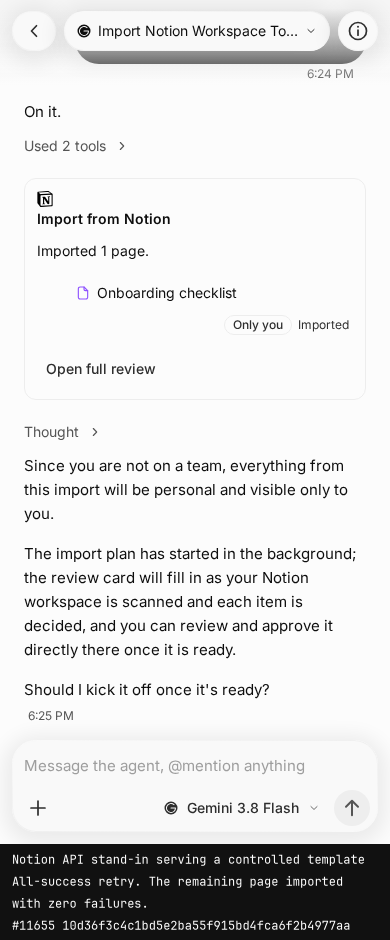 Import Notion Workspace To...
6:24 PM
On it.
Used 2 tools
Import from Notion
Imported 1 page.
Onboarding checklist
Only you Imported
Open full review
Thought
Since you are not on a team, everything from
this import will be personal and visible only to
you.
The import plan has started in the background;
the review card will fill in as your Notion
workspace is scanned and each item is
decided, and you can review and approve it
directly there once it is ready.
Should I kick it off once it's ready?
6:25 PM
Message the agent, @mention anything
Gemini 3.8 Flash
Notion API stand-in serving a controlled template
All-success retry. The remaining page imported
with zero failures.
#11655 10d36f3c4c1bd5e2ba55f915bd4fca6f2b4977aa